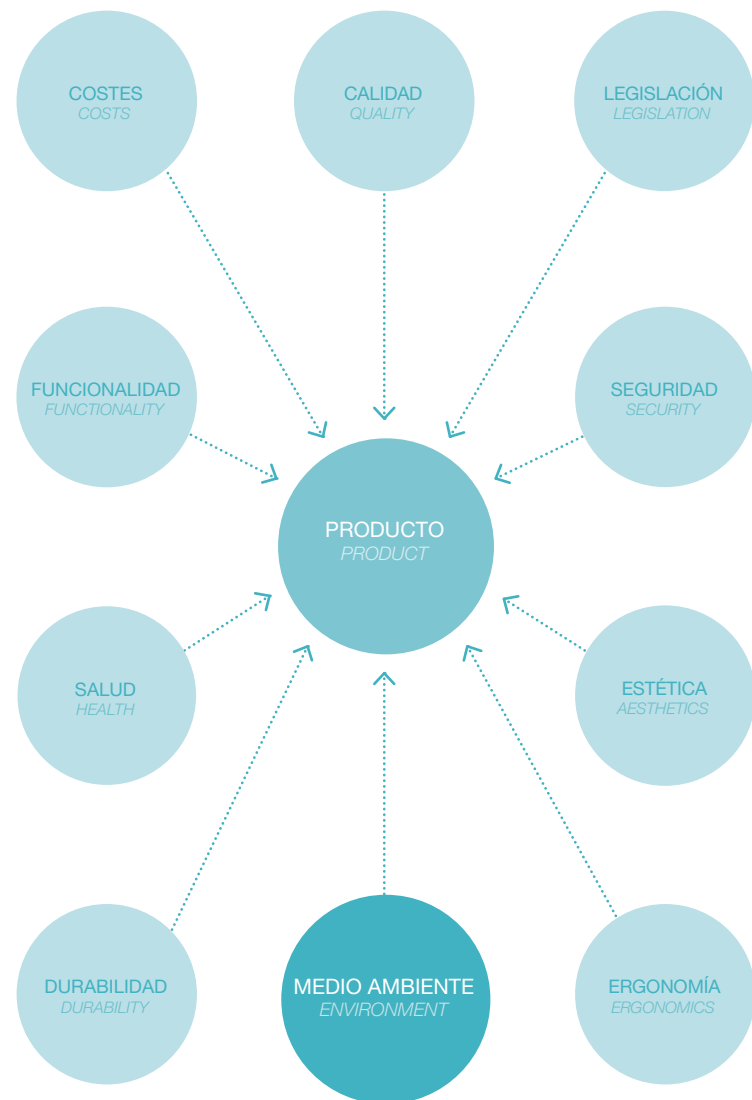 COSTES
COSTS
CALIDAD
QUALITY
LEGISLACIÓN
LEGISLATION
FUNCIONALIDAD
FUNCTIONALITY
SEGURIDAD
SECURITY
PRODUCTO
PRODUCT
SALUD
HEALTH
ESTÉTICA
AESTHETICS
DURABILIDAD
DURABILITY
MEDIO AMBIENTE
ENVIRONMENT
ERGONOMÍA
ERGONOMICS